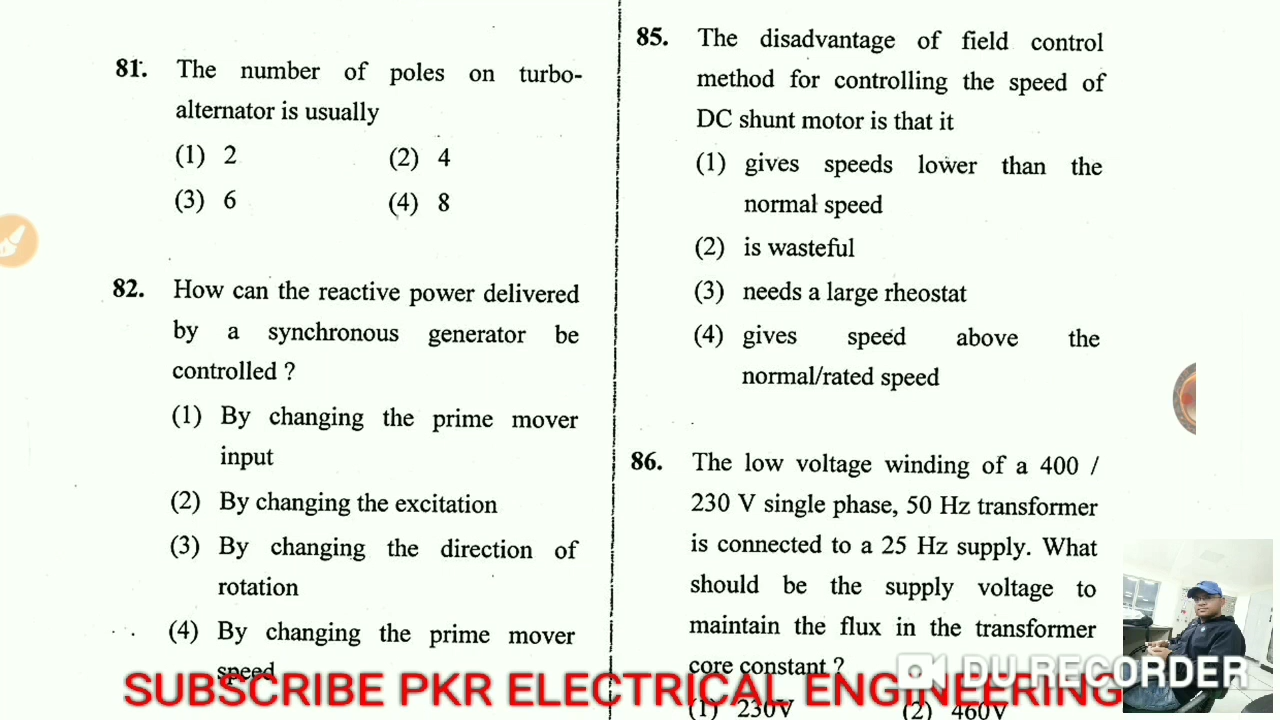 81. The number of poles on turbo-
alternator is usually
(1) 2 (2) 4
(3) 6 (4) 8
82. How can the reactive power delivered
by a synchronous generator be
controlled ?
(1) By changing the prime mover
input
(2) By changing the excitation
(3) By changing the direction of
rotation
(4) By changing the prime mover
speed
85. The disadvantage of field control
method for controlling the speed of
DC shunt motor is that it
(1) gives speeds lower than the
normal speed
(2) is wasteful
(3) needs a large rheostat
(4) gives speed above the
normal/rated speed
86. The low voltage winding of a 400 /
230 V single phase, 50 Hz transformer
is connected to a 25 Hz supply. What
should be the supply voltage to
maintain the flux in the transformer
core constant ?
(1) 230V (2) 460V
DU RECORDER
SUBSCRIBE PKR ELECTRICAL ENGINEERING